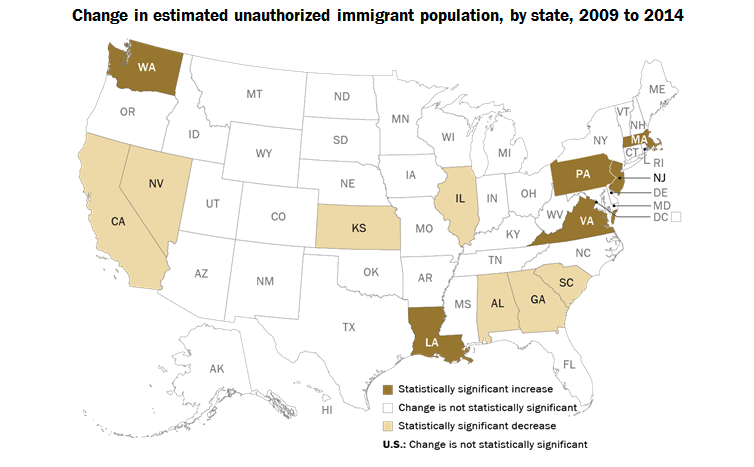 Change in estimated unauthorized immigrant population, by state, 2009 to 2014
WA
MT
ND
MN
ME
VT
NH
OR
ID
SD
WI
MI
NY
MA
CT
RI
WY
NV
NE
IA
PA
NJ
OH
DE
UT
IL
IN
MD
CA
CO
KS
MO
WV
VA
DC
KY
AZ
NM
OK
AR
TN
NC
SC
MS
AL
GA
TX
LA
FL
AK
HI
Statistically significant increase
Change is not statistically significant
Statistically significant decrease
U.S.: Change is not statistically significant